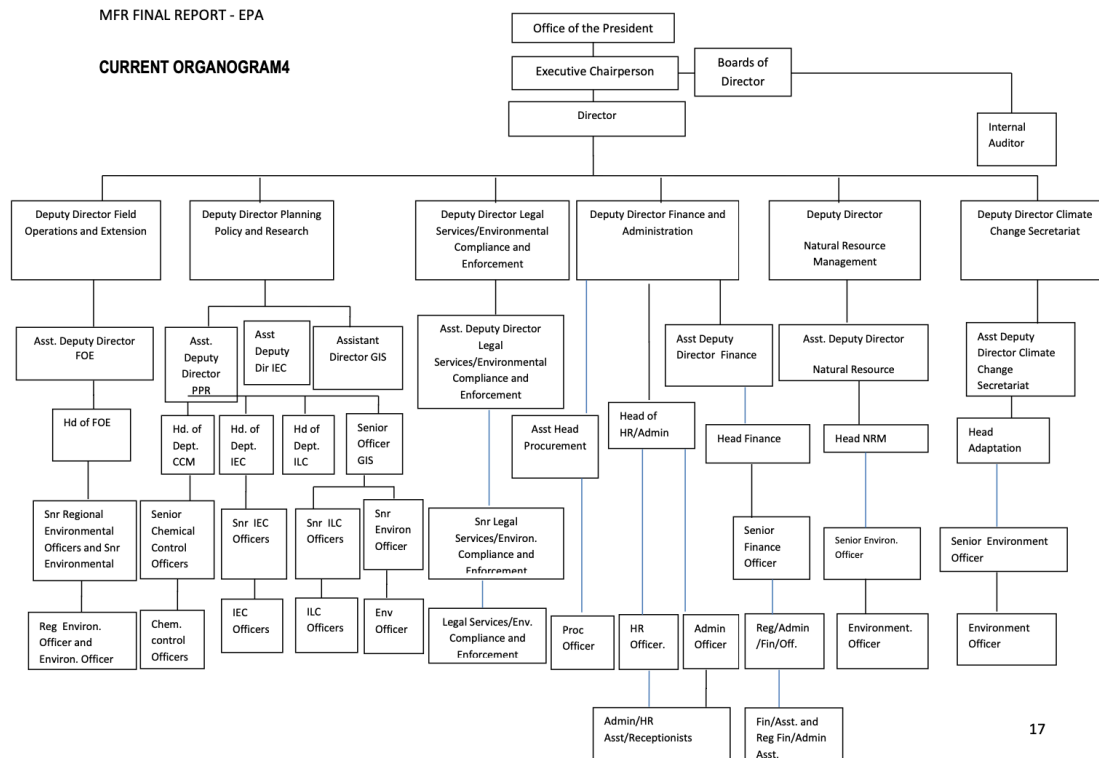 MFR FINAL REPORT - EPA
CURRENT ORGANOGRAM4
Office of the President
Executive Chairperson
Boards of
Director
Director
Internal
Auditor
Deputy Director Field
Operations and Extension
Deputy Director Planning
Policy and Research
Deputy Director Legal
Services/Environmental
Compliance and
Enforcement
Deputy Director Finance and
Administration
Deputy Director
Natural Resource
Management
Deputy Director Climate
Change Secretariat
Asst. Deputy Director
FOE
Asst.
Deputy
Director
PPR
Asst
Deputy
Dir IEC
Assistant
Director GIS
Asst. Deputy Director
Legal
Services/Environmental
Compliance and
Enforcement
Asst Deputy
Director Finance
Asst. Deputy Director
Natural Resource
Asst Deputy
Director Climate
Change
Secretariat
Hd of FOE
Hd. of
Dept.
CCM
Hd. of
Dept.
IEC
Hd of
Dept.
ILC
Senior
Officer
GIS
Asst Head
Procurement
Head of
HR/Admin
Head Finance
Head NRM
Head
Adaptation
Snr Regional
Environmental
Officers and Snr
Environmental
Senior
Chemical
Control
Officers
Snr IEC
Officers
Snr ILC
Officers
Snr
Environ
Officer
Snr Legal
Services/Environ.
Compliance and
Enforcement
Senior
Finance
Officer
Senior Environ.
Officer
Senior Environment
Officer
Reg Environ.
Officer and
Environ. Officer
Chem.
control
Officers
IEC
Officers
ILC
Officers
Env
Officer
Legal Services/Env.
Compliance and
Enforcement
Proc
Officer
HR
Officer.
Admin
Officer
Reg/Admin
/Fin/Off.
Environment.
Officer
Environment
Officer
Admin/HR
Asst/Receptionists
Fin/Asst. and
Reg Fin/Admin
Asst.
17